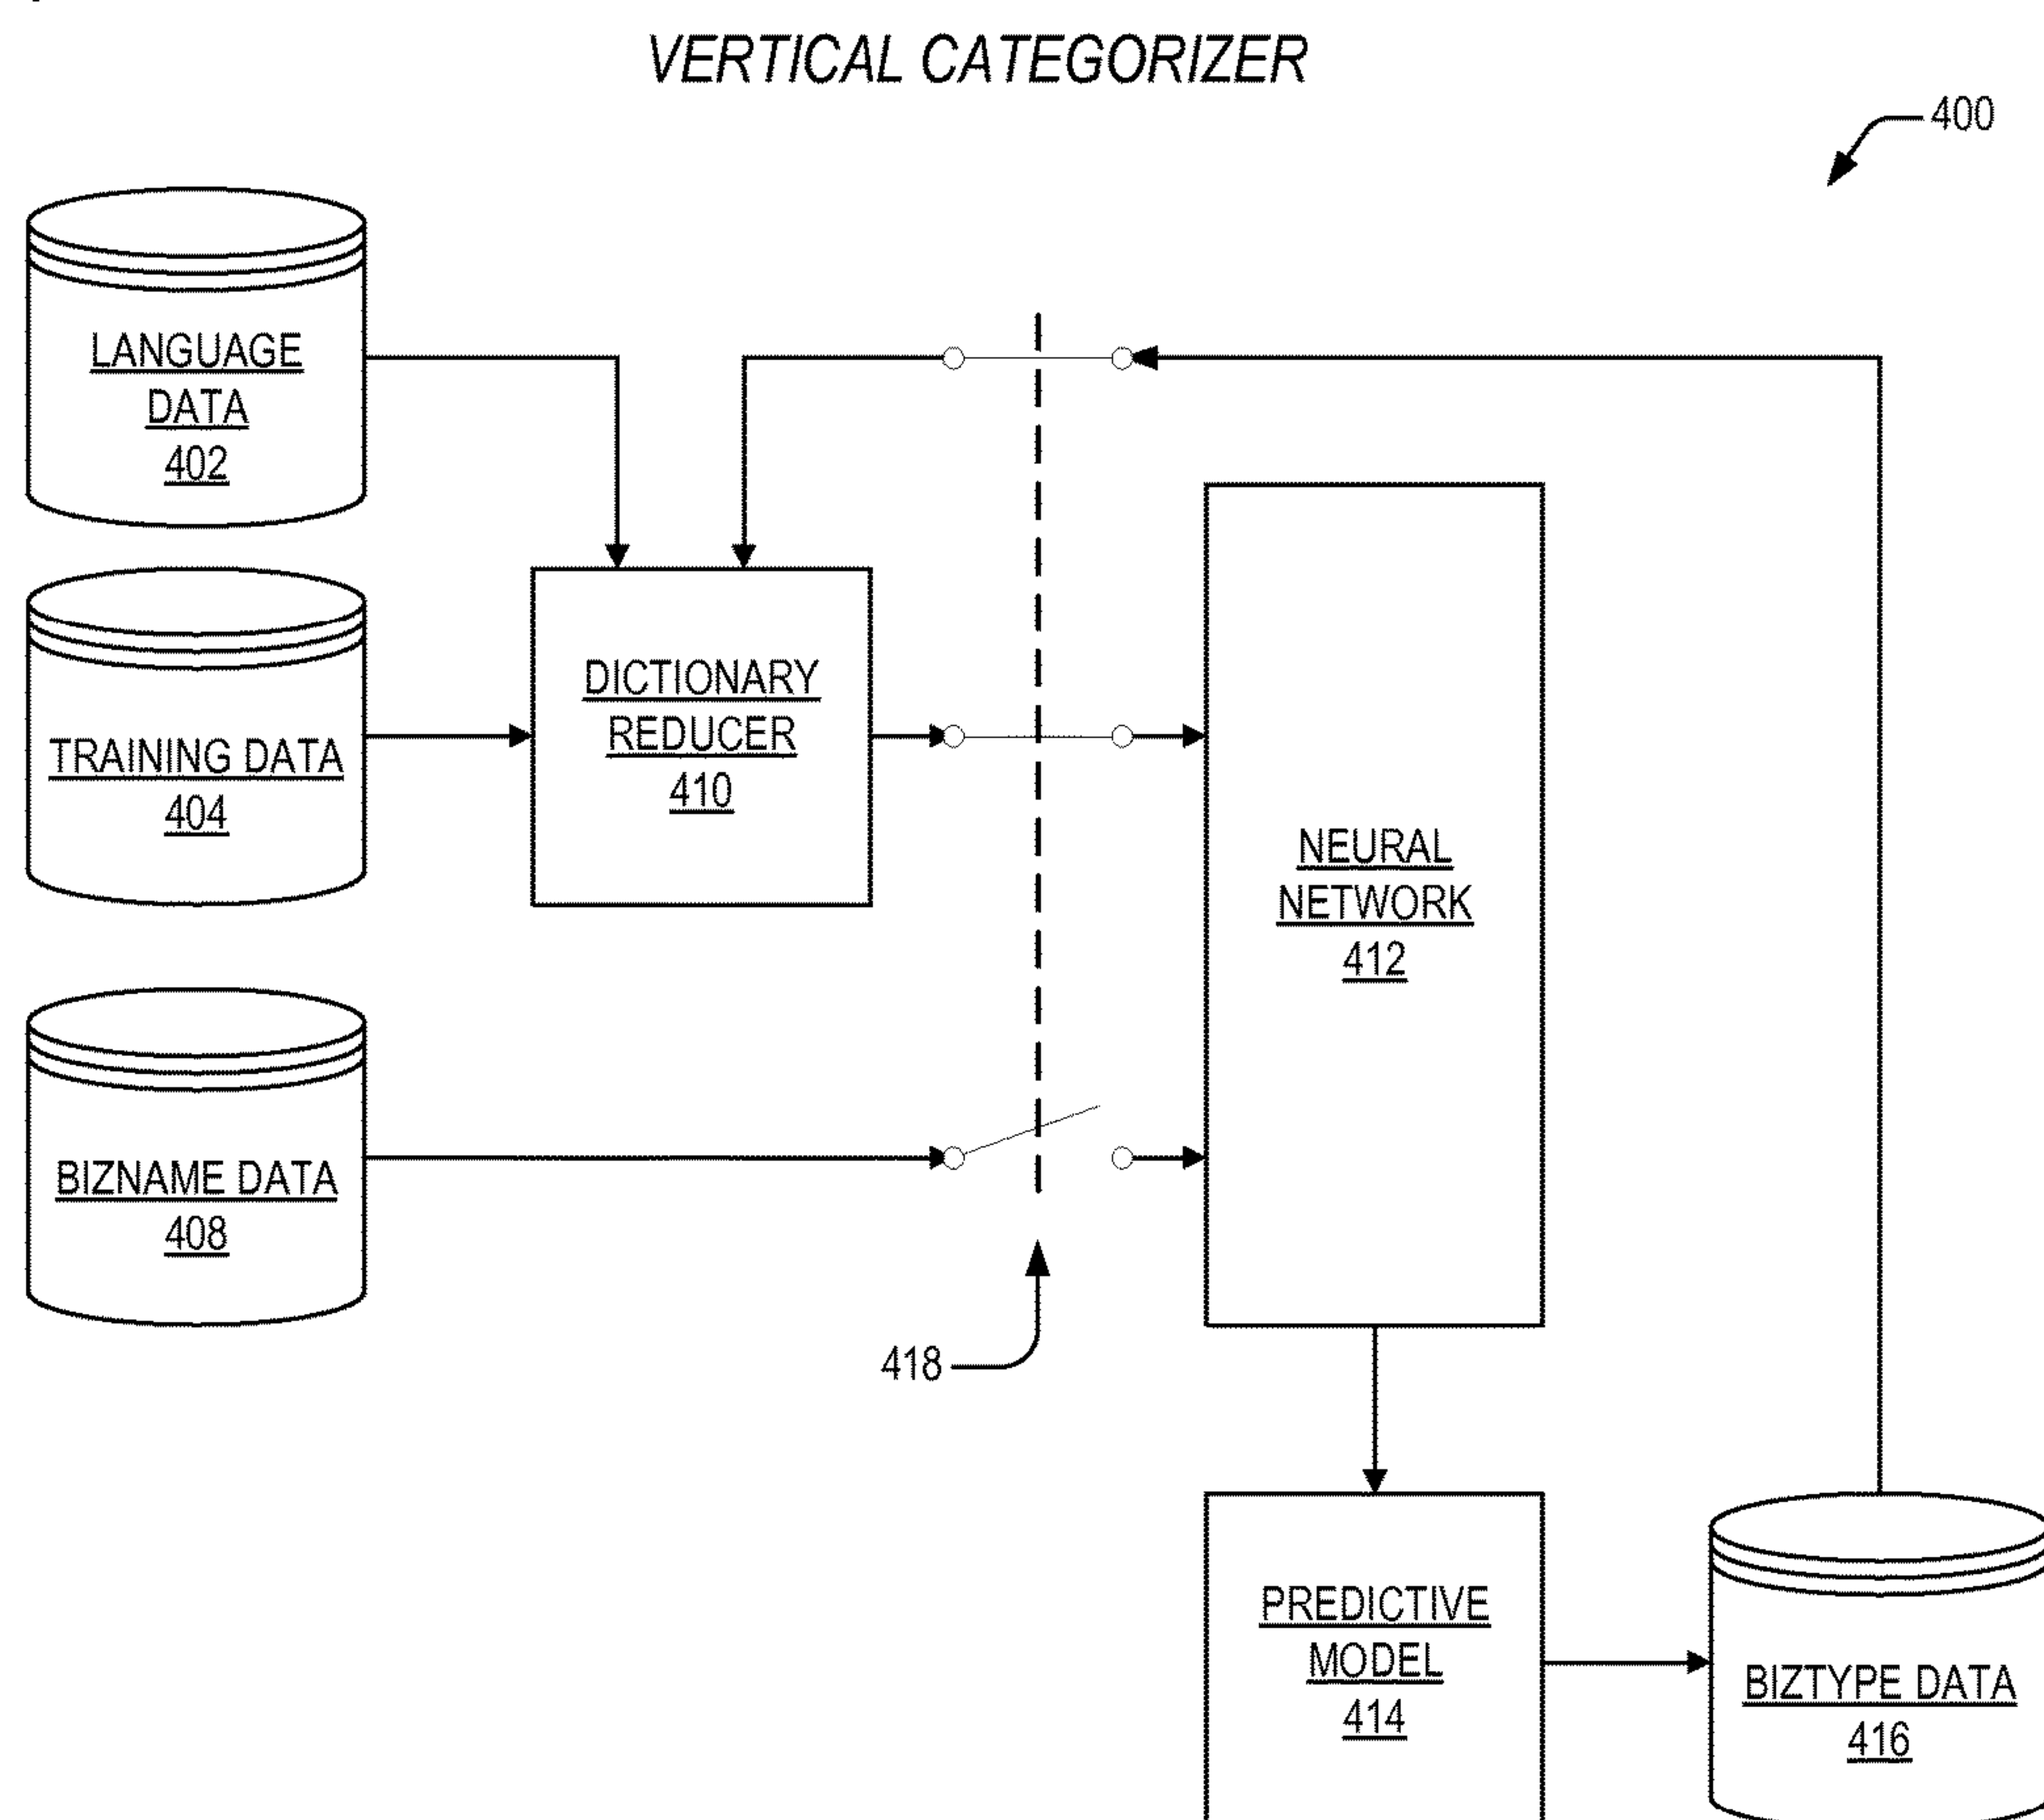 VERTICAL CATEGORIZER
400
LANGUAGE
DATA
402
TRAINING DATA
404
DICTIONARY
REDUCER
410
NEURAL
NETWORK
412
BIZNAME DATA
408
418
PREDICTIVE
MODEL
414
BIZTYPE DATA
416